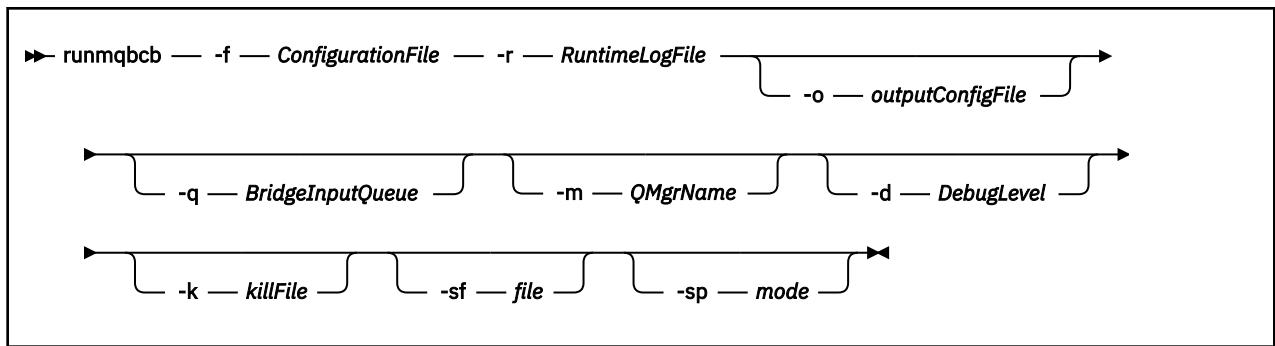 runmqbcb -f ConfigurationFile -r RuntimeLogFile
-o outputConfigFile
-q BridgeInputQueue -m QMgrName -d DebugLevel
-k killFile -sf file -sp mode